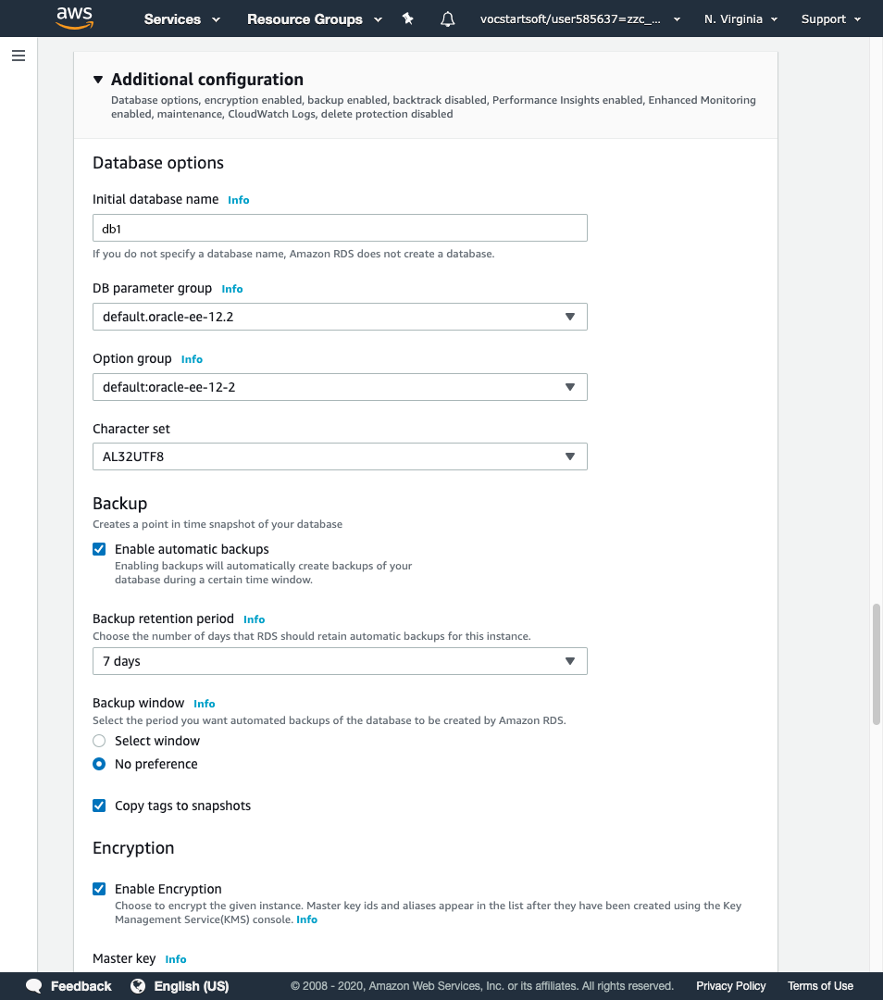 aws Services Resource Groups vocstartsoft/user585637=zzc_... N. Virginia Support
Additional configuration
Database options, encryption enabled, backup enabled, backtrack disabled, Performance Insights enabled, Enhanced Monitoring
enabled, maintenance, CloudWatch Logs, delete protection disabled
Database options
Initial database name Info
db1
If you do not specify a database name, Amazon RDS does not create a database.
DB parameter group Info
default.oracle-ee-12.2
Option group Info
default:oracle-ee-12-2
Character set
AL32UTF8
Backup
Creates a point in time snapshot of your database
Enable automatic backups
Enabling backups will automatically create backups of your
database during a certain time window.
Backup retention period Info
Choose the number of days that RDS should retain automatic backups for this instance.
7 days
Backup window Info
Select the period you want automated backups of the database to be created by Amazon RDS.
Select window
No preference
Copy tags to snapshots
Encryption
Enable Encryption
Choose to encrypt the given instance. Master key ids and aliases appear in the list after they have been created using the Key
Management Service(KMS) console. Info
Master key Info
Feedback English (US) © 2008 - 2020, Amazon Web Services, Inc. or its affiliates. All rights reserved. Privacy Policy Terms of Use